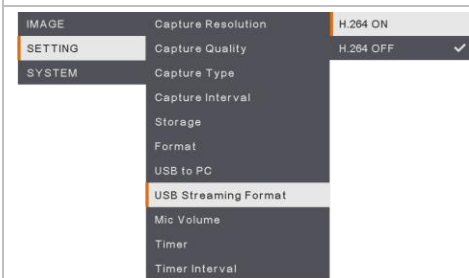 IMAGE
SETTING
SYSTEM
Capture Resolution
Capture Quality
Capture Type
Capture Interval
Storage
Format
USB to PC
USB Streaming Format
Mic Volume
Timer
Timer Interval
H.264 ON
H.264 OFF